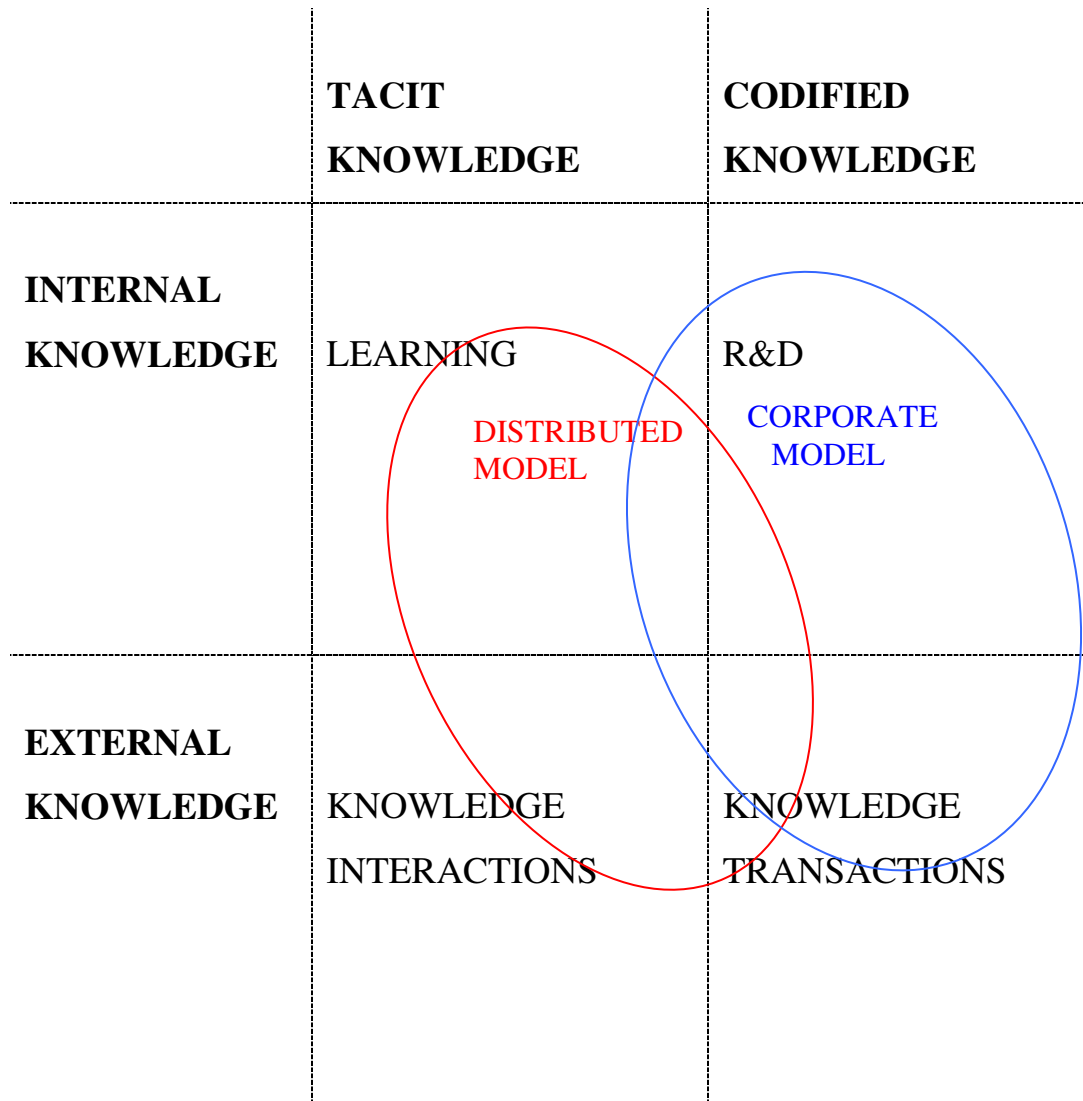 TACIT
KNOWLEDGE
CODIFIED
KNOWLEDGE
INTERNAL
KNOWLEDGE
LEARNING
R&D
DISTRIBUTED
MODEL
CORPORATE
MODEL
EXTERNAL
KNOWLEDGE
KNOWLEDGE
INTERACTIONS
KNOWLEDGE
TRANSACTIONS